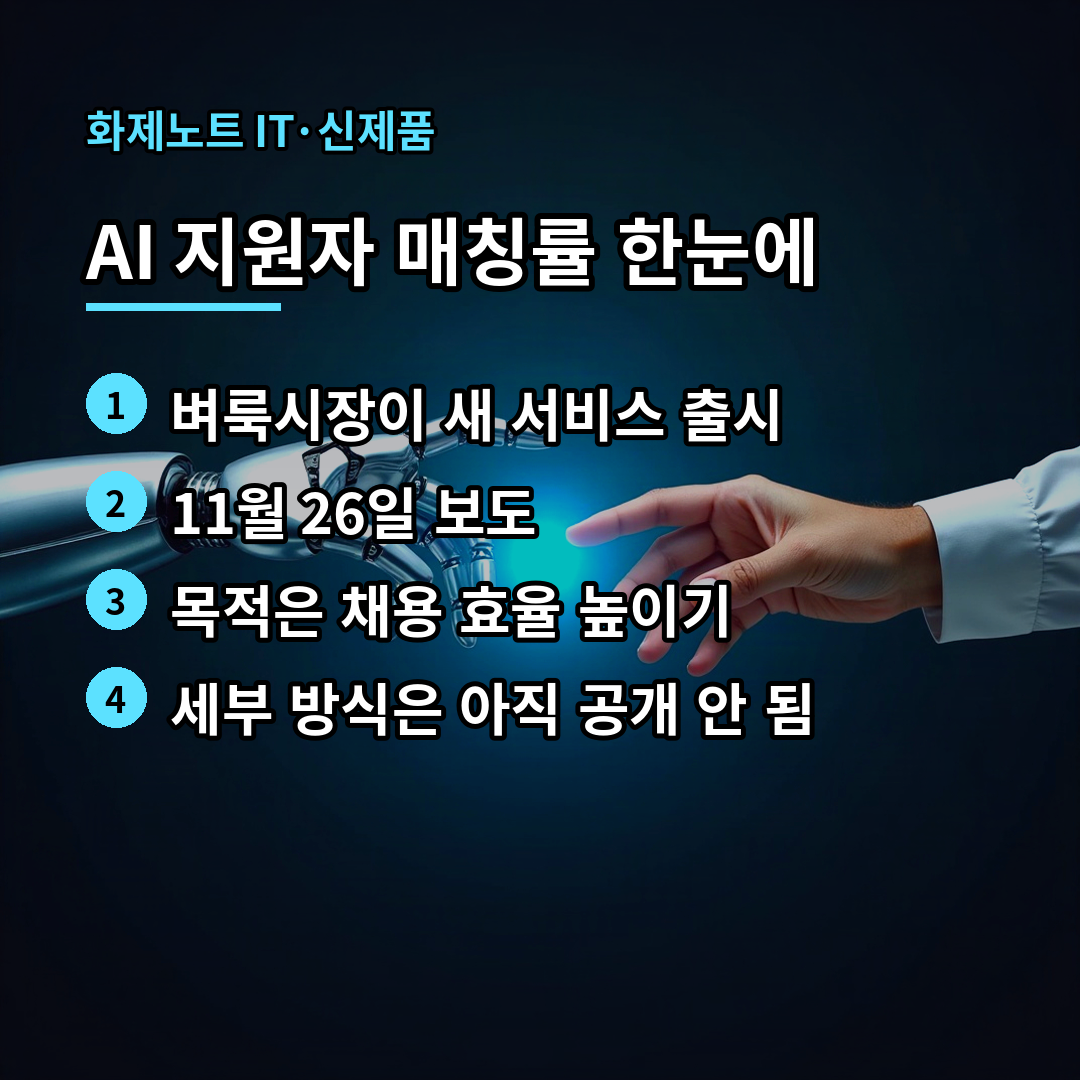 화제노트 IT·신제품
AI 지원자 매칭률 한눈에
1 벼룩시장이 새 서비스 출시
2 11월 26일 보도
3 목적은 채용 효율 높이기
4 세부 방식은 아직 공개 안 됨